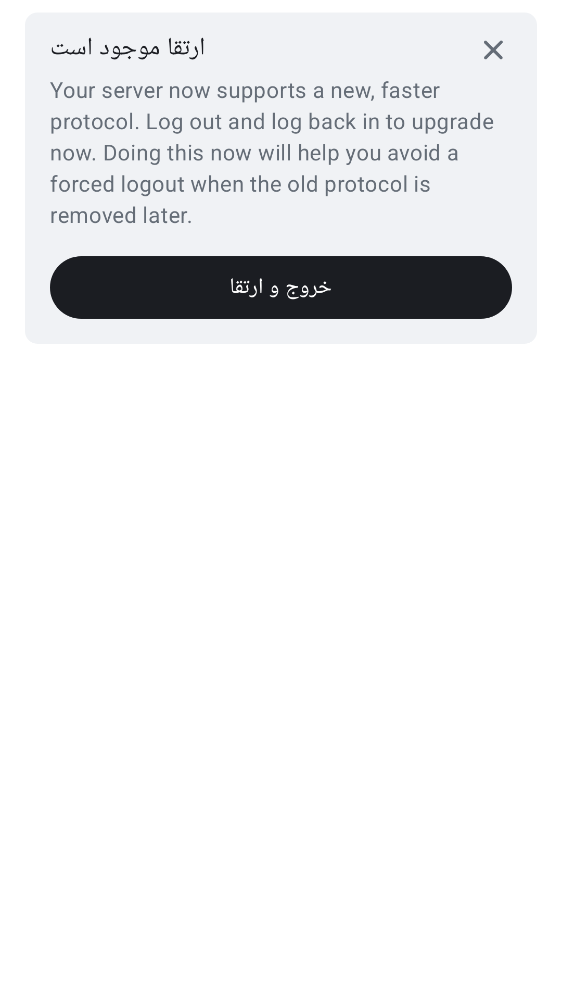 ارتقا موجود است
Your server now supports a new, faster
protocol. Log out and log back in to upgrade
now. Doing this now will help you avoid a
forced logout when the old protocol is
removed later.
خروج و ارتقا